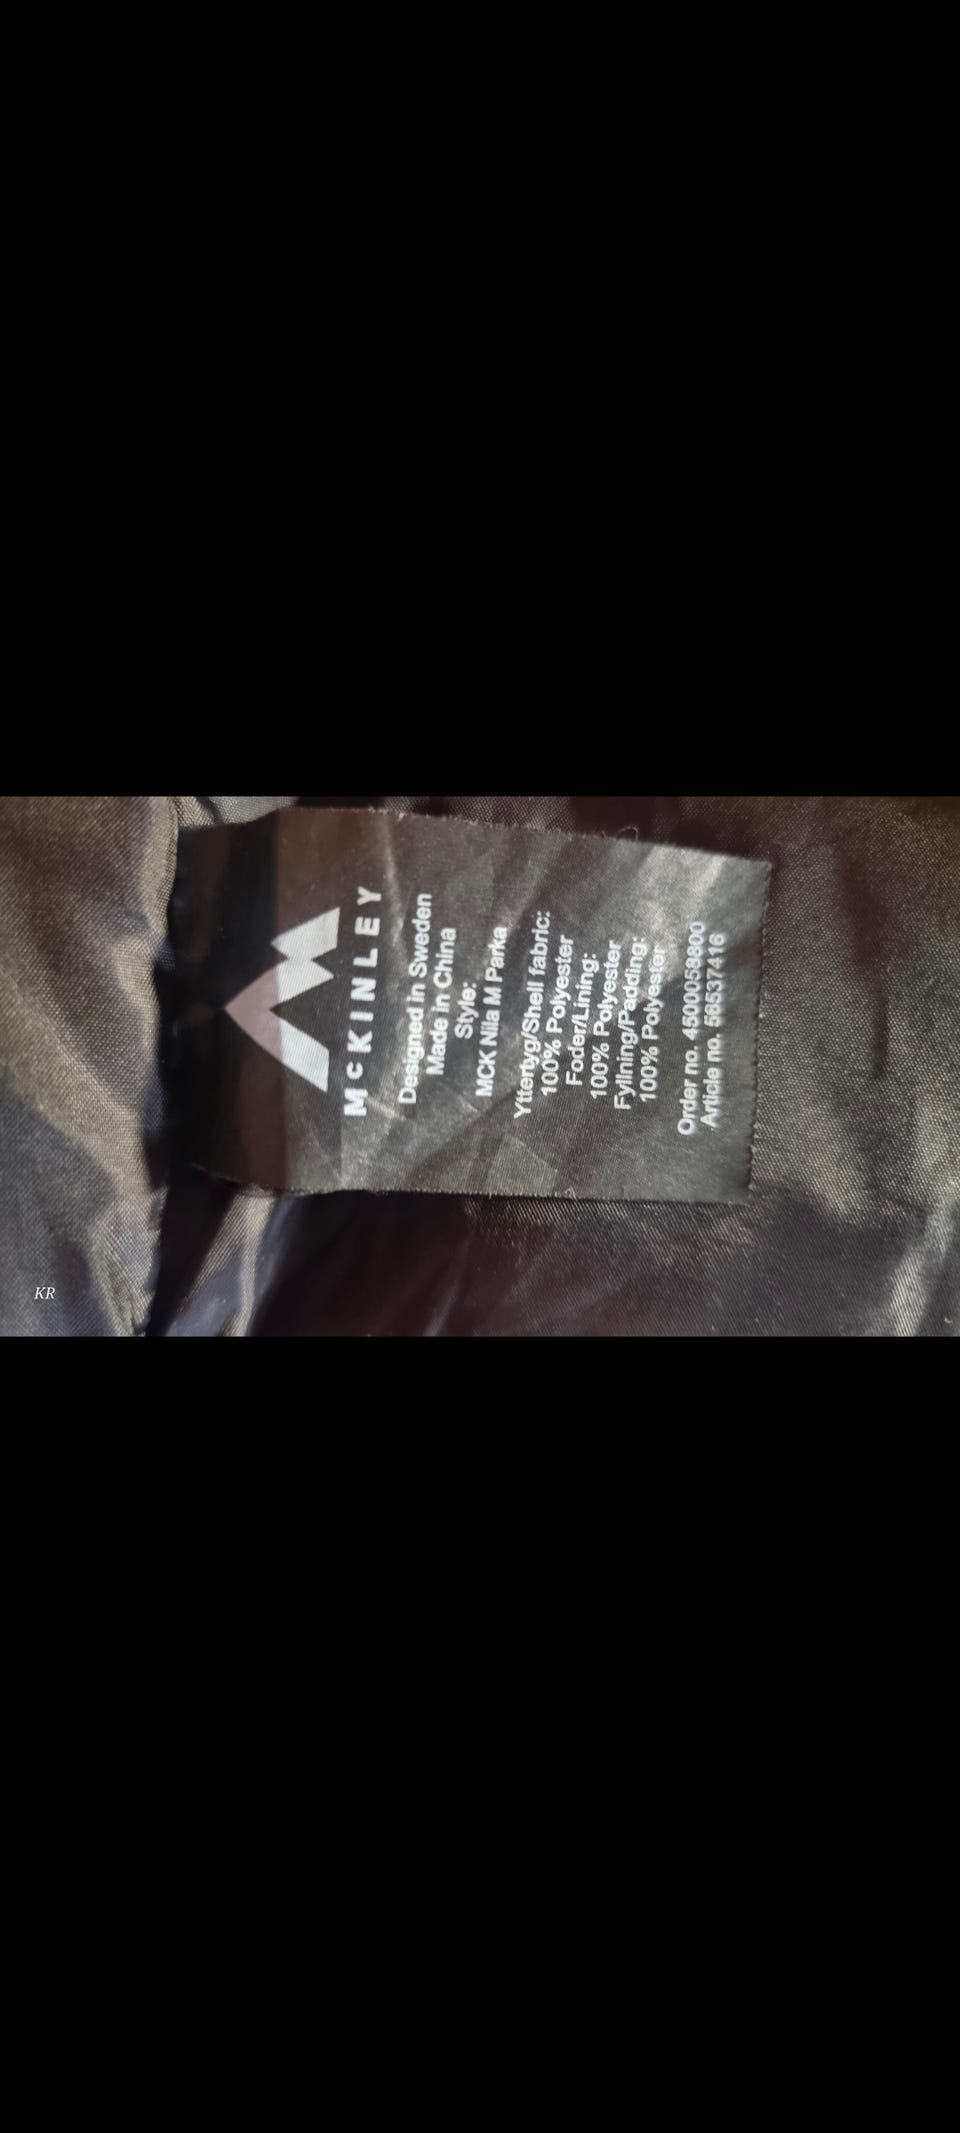 McKINLEY
Designed in Sweden
Made in China
Style:
MCK Nila M Parka
Yttertyg/Shell fabric:
100% Polyester
Foder/Lining:
100% Polyester
Fyllning/Padding:
100% Polyester
Order no. 4500058800
Article no. 56537416
KR